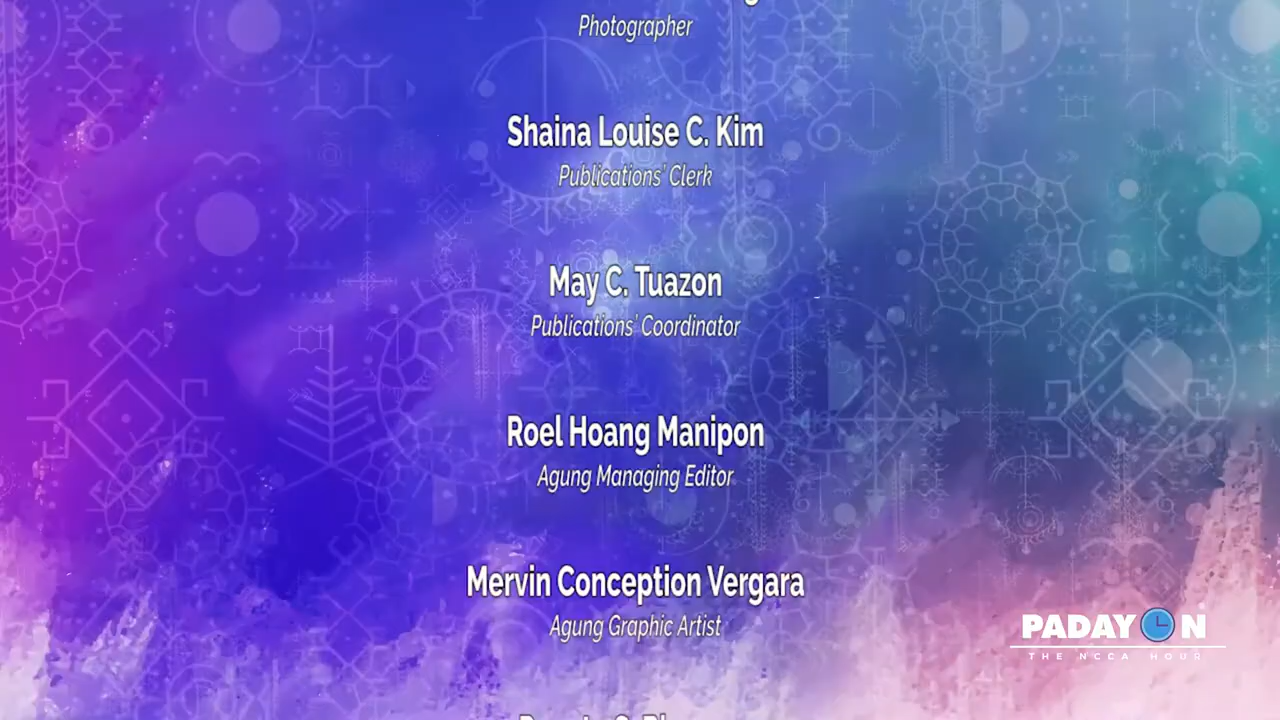 Photographer
Shaina Louise C. Kim
Publications' Clerk
May C. Tuazon
Publications' Coordinator
Roel Hoang Manipon
Agung Managing Editor
Mervin Conception Vergara
Agung Graphic Artist
PADAYON
THE NCCA HOUR